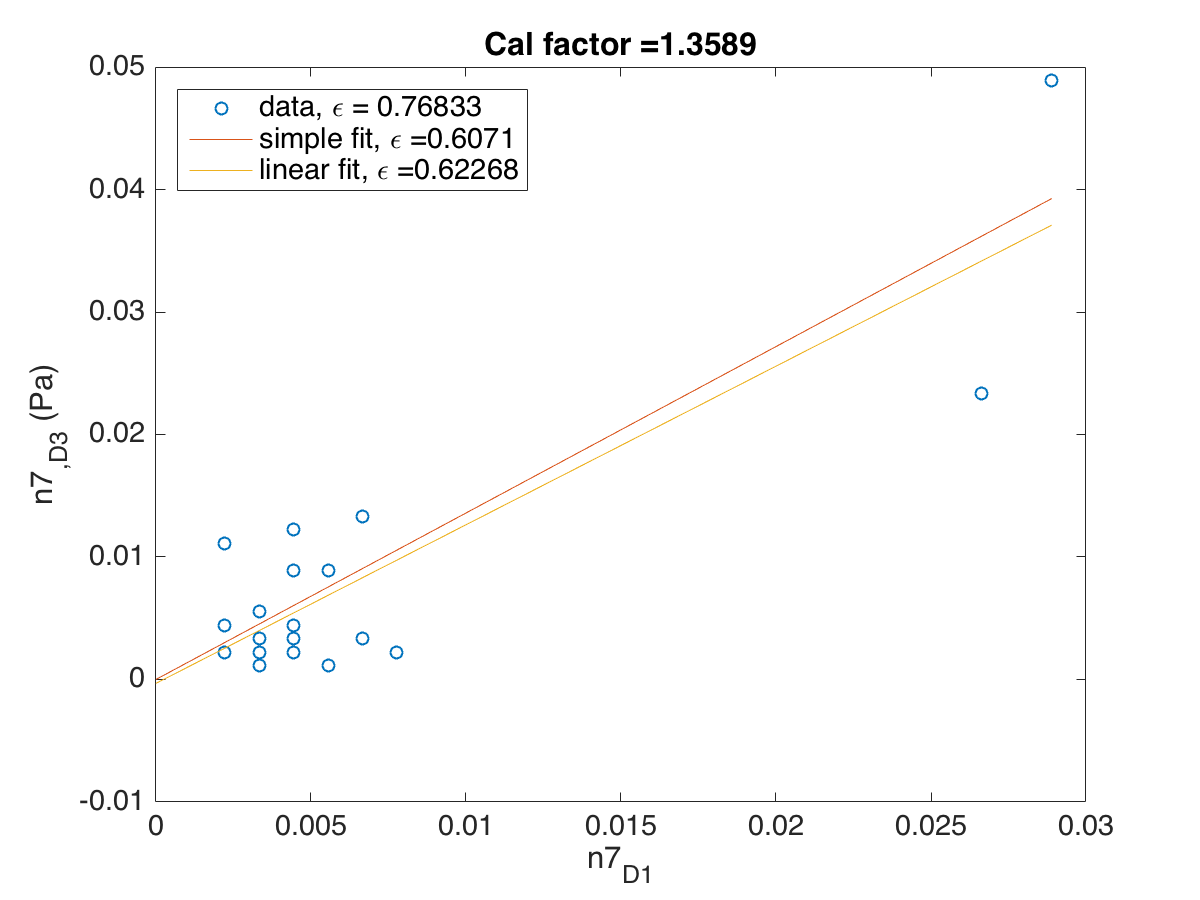 Cal factor =1.3589
0.05
data, ϵ = 0.76833
simple fit, ϵ =0.6071
linear fit, ϵ =0.62268
0.04
0.03
0.02
0.01
0
-0.01
n7,D3 (Pa)
0 0.005 0.01 0.015 0.02 0.025 0.03
n7D1